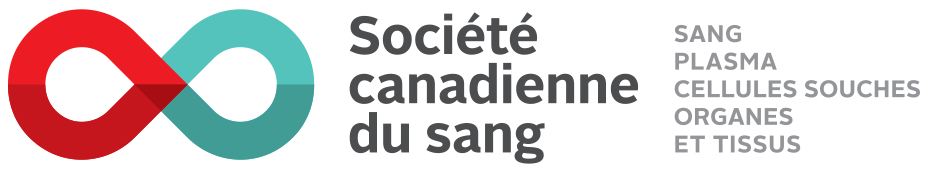 Société
canadienne
du sang
SANG
PLASMA
CELLULES SOUCHES
ORGANES
ET TISSUS